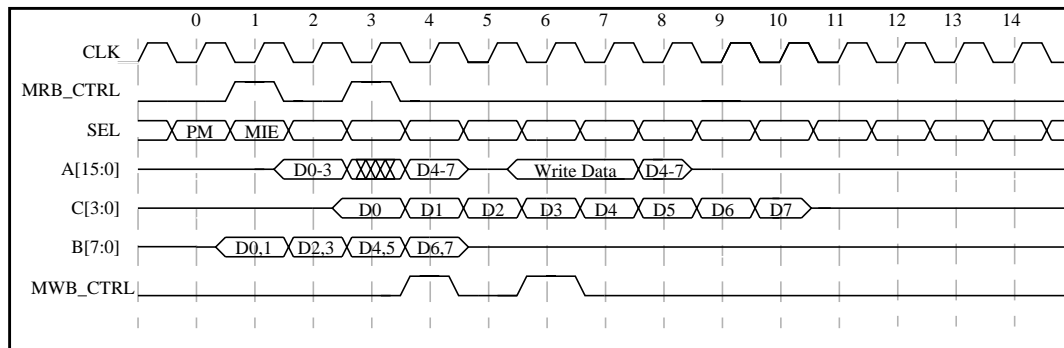 0 1 2 3 4 5 6 7 8 9 10 11 12 13 14
CLK
MRB_CTRL
SEL PM MIE
A[15:0] D0-3 D4-7 Write Data D4-7
C[3:0] D0 D1 D2 D3 D4 D5 D6 D7
B[7:0] D0,1 D2,3 D4,5 D6,7
MWB_CTRL